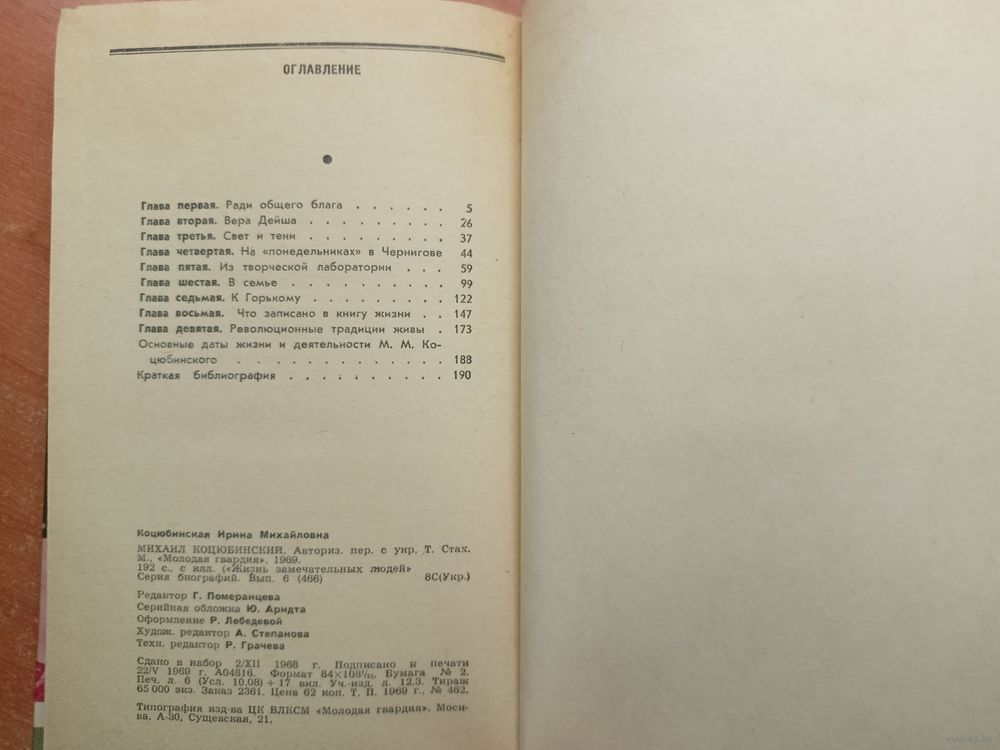 ОГЛАВЛЕНИЕ
Глава первая. Ради общего блага . . . . . . 5
Глава вторая. Вера Дейша . . . . . . . . 26
Глава третья. Свет и тени . . . . . . . . 37
Глава четвертая. На «понедельниках» в Чернигове 44
Глава пятая. Из творческой лаборатории . . . 59
Глава шестая. В семье . . . . . . . . . 99
Глава седьмая. К Горькому . . . . . . . . 122
Глава восьмая. Что записано в книгу жизни . . 147
Глава девятая. Революционные традиции живы . 173
Основные даты жизни и деятельности М. М. Ко-
цюбинского . . . . . . . . . . . 188
Краткая библиография . . . . . . . . . . 190
Коцюбинская Ирина Михайловна
МИХАИЛ КОЦЮБИНСКИЙ. Авториз. пер. с укр. Т. Стах.
М., «Молодая гвардия», 1969.
192 с., с илл. («Жизнь замечательных людей»
Серия биографий. Вып. 6 (466) 8С(Укр.)
Редактор Г. Померанцева
Серийная обложка Ю. Арндта
Оформление Р. Лебедевой
Худож. редактор А. Степанова
Техн. редактор Р. Грачева
Сдано в набор 2/XII 1968 г. Подписано к печати
22/V 1969 г. А04816. Формат 84×108¹/₃₂. Бумага № 2.
Печ. л. 6 (Усл. 10,08) + 17 вкл. Уч.-изд. л. 12,3. Тираж
65 000 экз. Заказ 2361. Цена 62 коп. Т. П. 1969 г., № 462.
Типография изд-ва ЦК ВЛКСМ «Молодая гвардия». Моск-
ва, А-30, Сущевская, 21.
www.ay.by